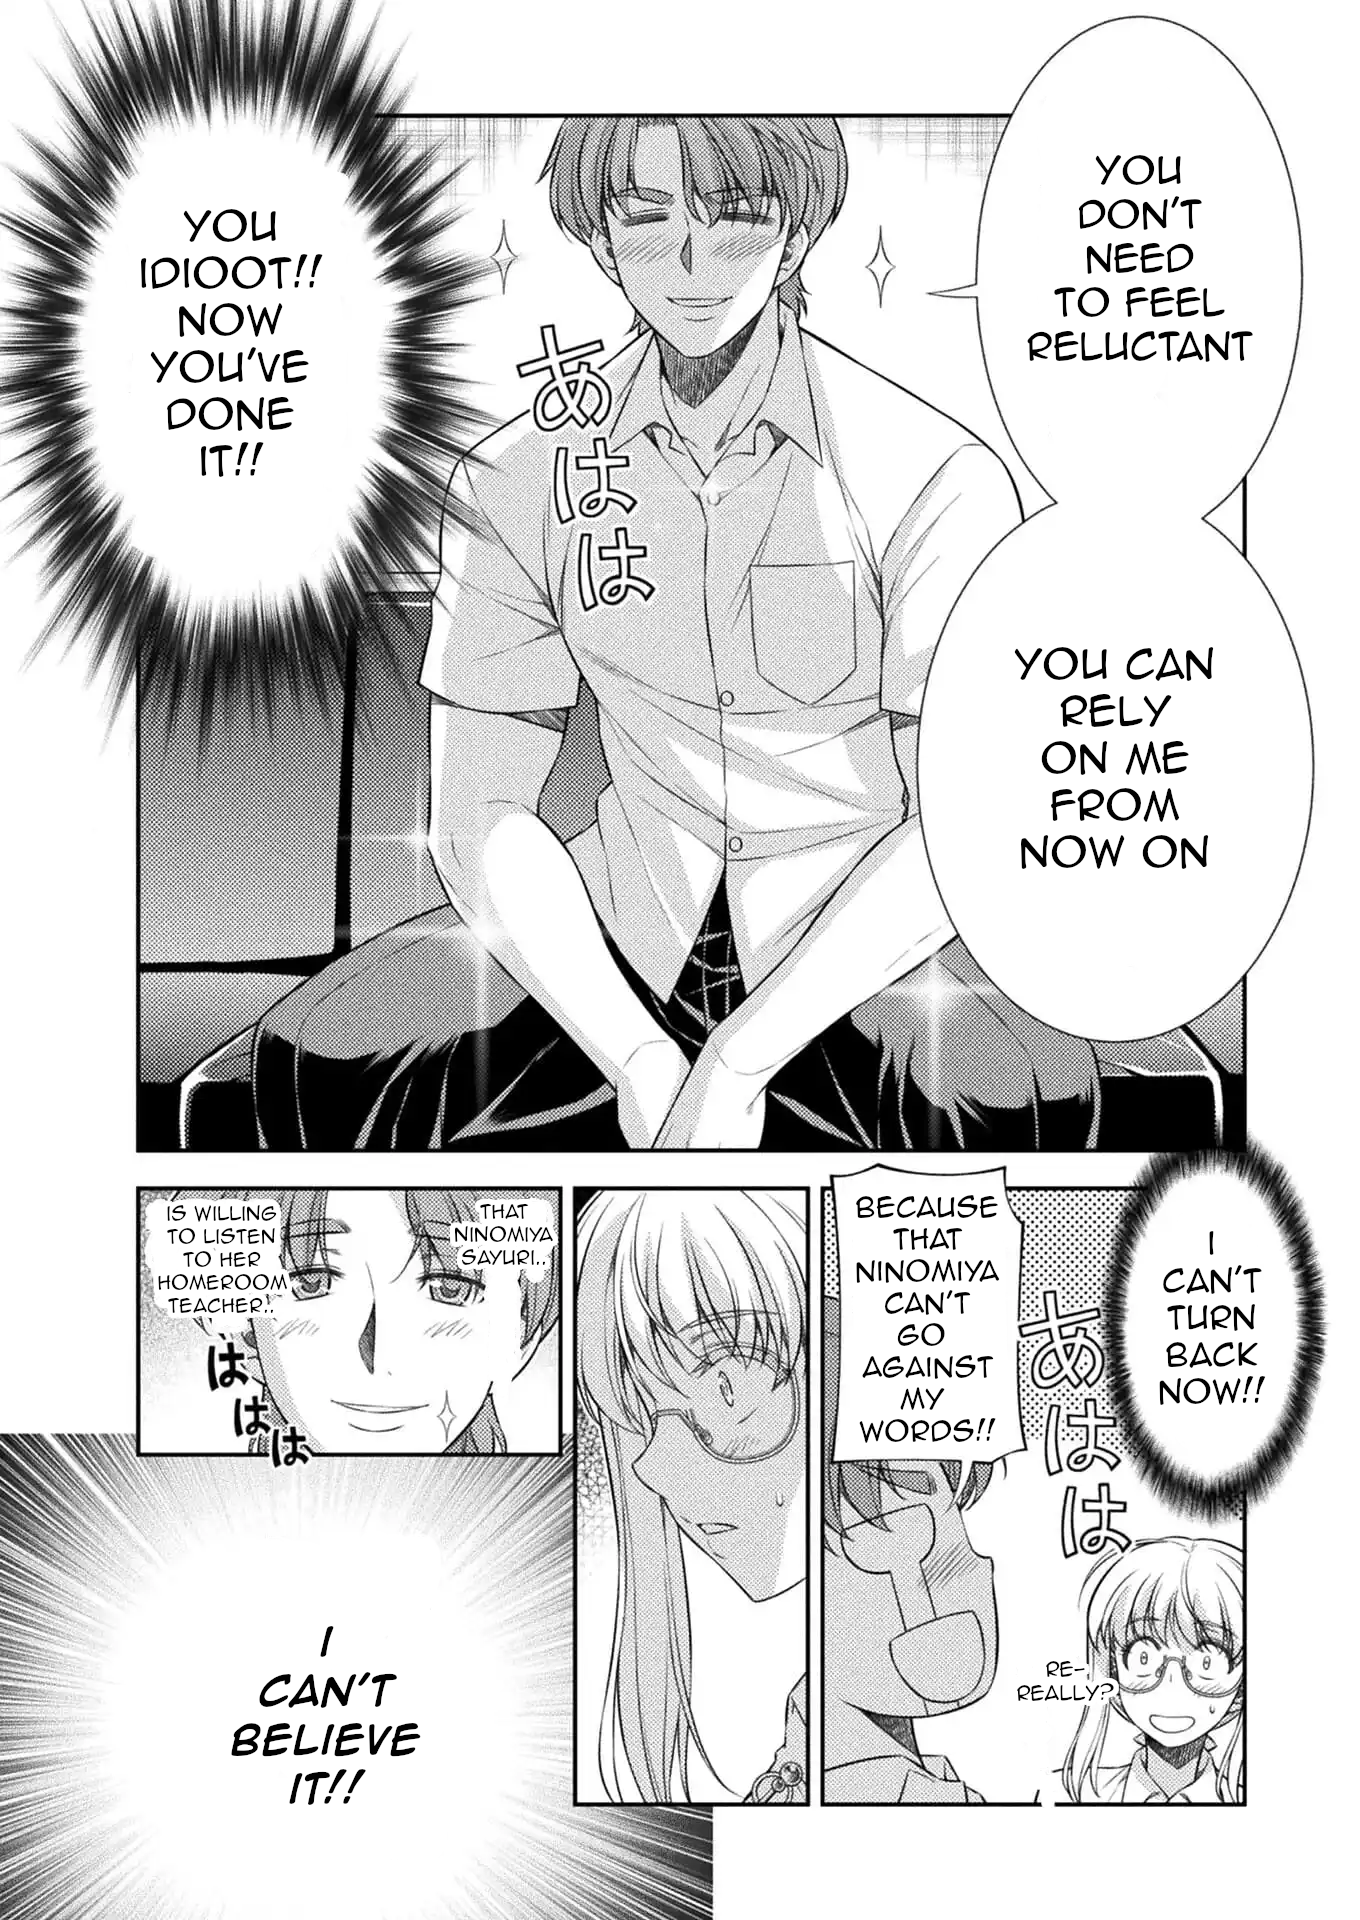 YOU
DON'T
NEED
TO FEEL
RELUCTANT
YOU CAN
RELY
ON ME
FROM
NOW ON
あははは
YOU
IDIOOT!!
NOW
YOU'VE
DONE
IT!!
I
CAN'T
TURN
BACK
NOW!!
あははは
BECAUSE
THAT
NINOMIYA
CAN'T
GO
AGAINST
MY
WORDS!!
RE-
REALLY?
THAT
NINOMIYA
SAYURI..
IS WILLING
TO LISTEN
TO HER
HOMEROOM
TEACHER..
ははは
I
CAN'T
BELIEVE
IT!!